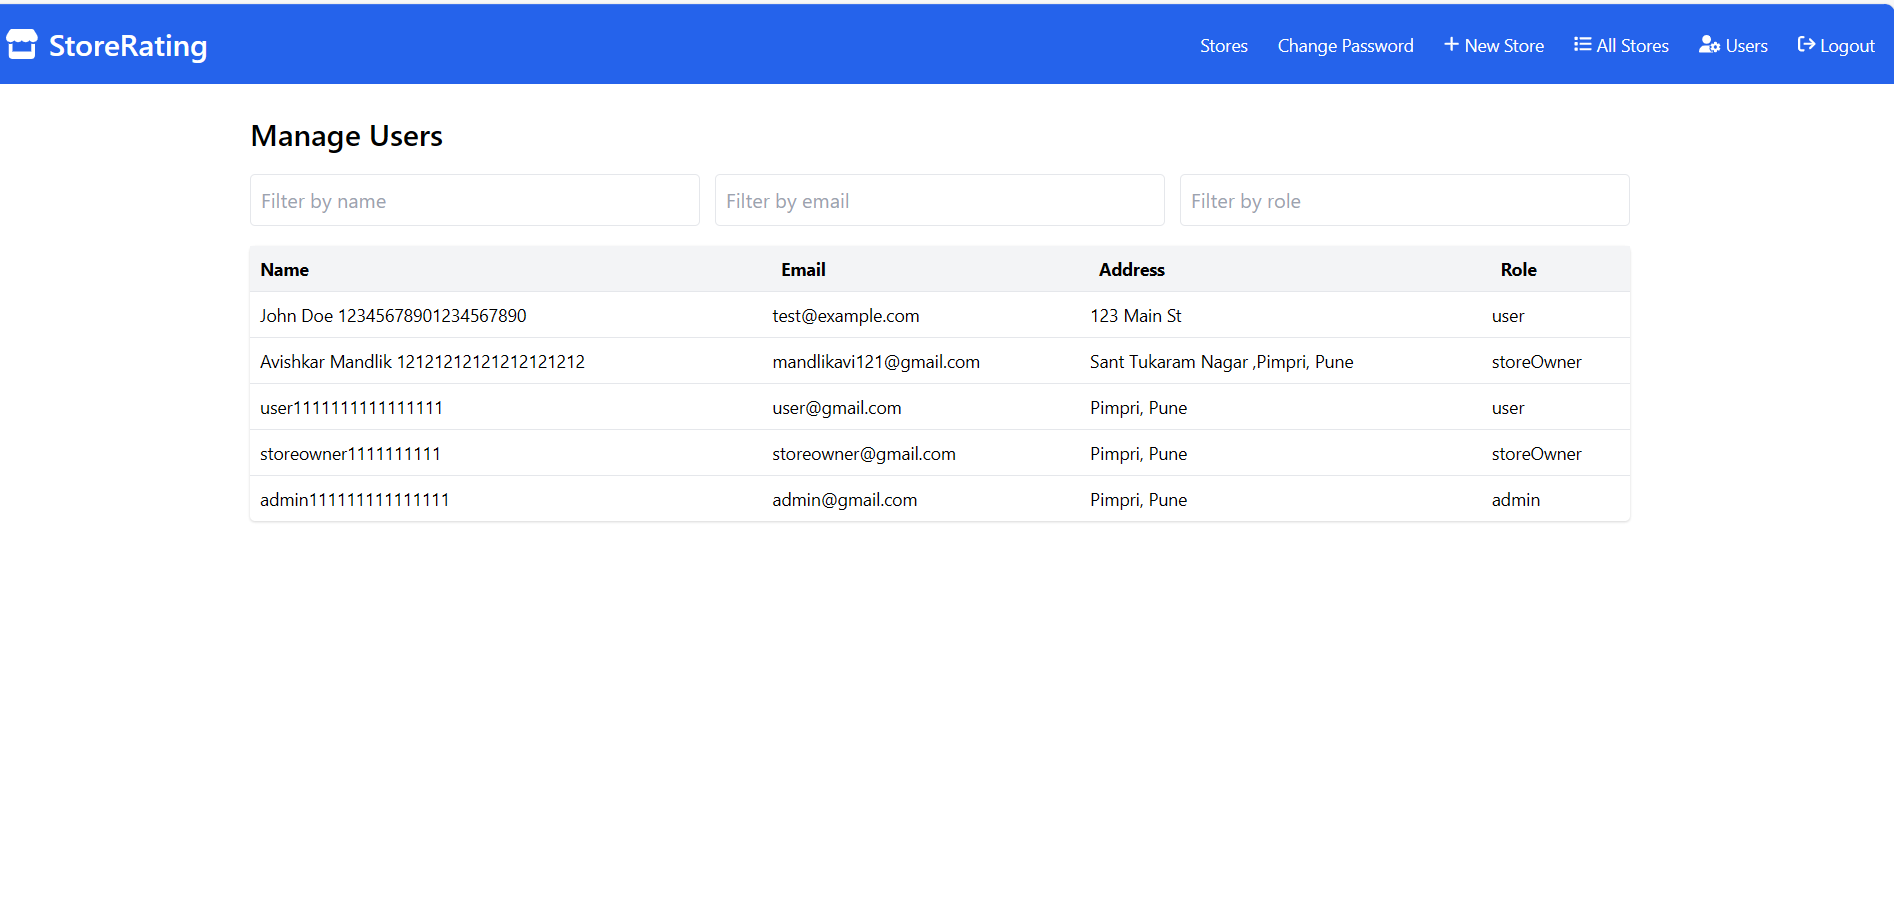 StoreRating Stores Change Password New Store All Stores Users Logout
Manage Users
Filter by name Filter by email Filter by role
Name Email Address Role
John Doe 12345678901234567890 test@example.com 123 Main St user
Avishkar Mandlik 12121212121212121212 mandlikavi121@gmail.com Sant Tukaram Nagar ,Pimpri, Pune storeOwner
user1111111111111111 user@gmail.com Pimpri, Pune user
storeowner1111111111 storeowner@gmail.com Pimpri, Pune storeOwner
admin111111111111111 admin@gmail.com Pimpri, Pune admin